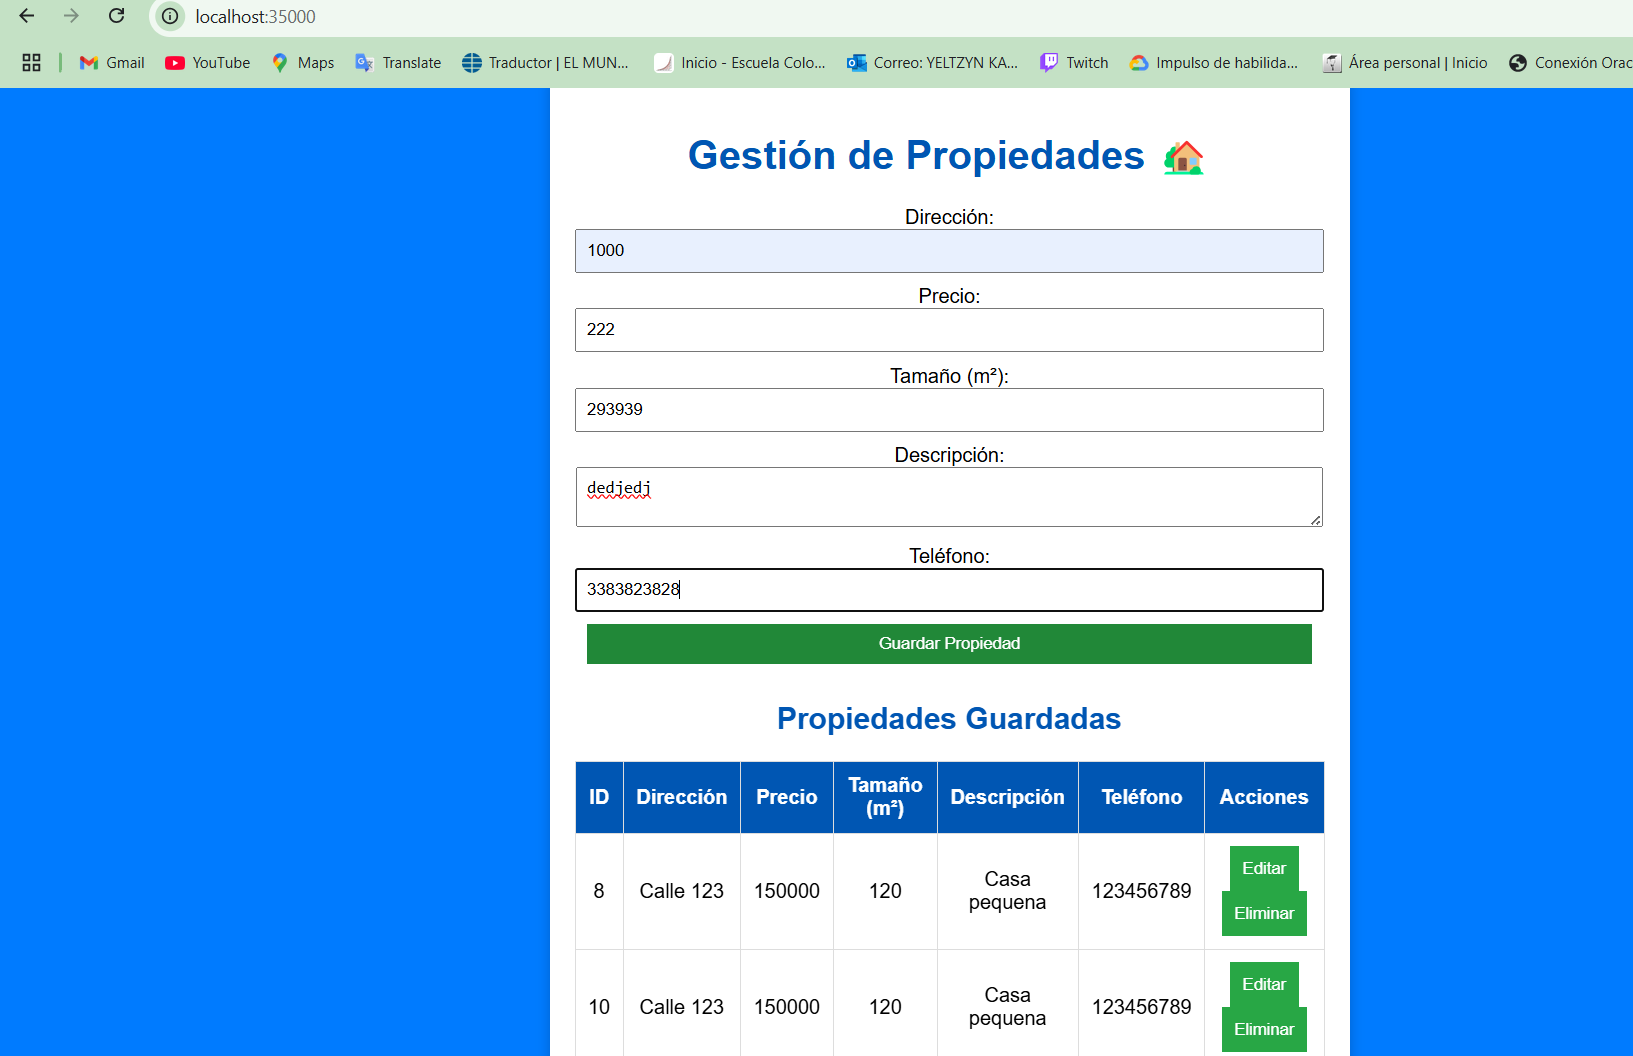 localhost:35000
Gmail YouTube Maps Translate Traductor | EL MUN... Inicio - Escuela Colo... Correo: YELTZYN KA... Twitch Impulso de habilida... Área personal | Inicio Conexión Orac
Gestión de Propiedades
Dirección:
1000
Precio:
222
Tamaño (m²):
293939
Descripción:
dedjedj
Teléfono:
3383823828
Guardar Propiedad
Propiedades Guardadas
ID Dirección Precio Tamaño (m²) Descripción Teléfono Acciones
8 Calle 123 150000 120 Casa pequena 123456789 Editar Eliminar
10 Calle 123 150000 120 Casa pequena 123456789 Editar Eliminar